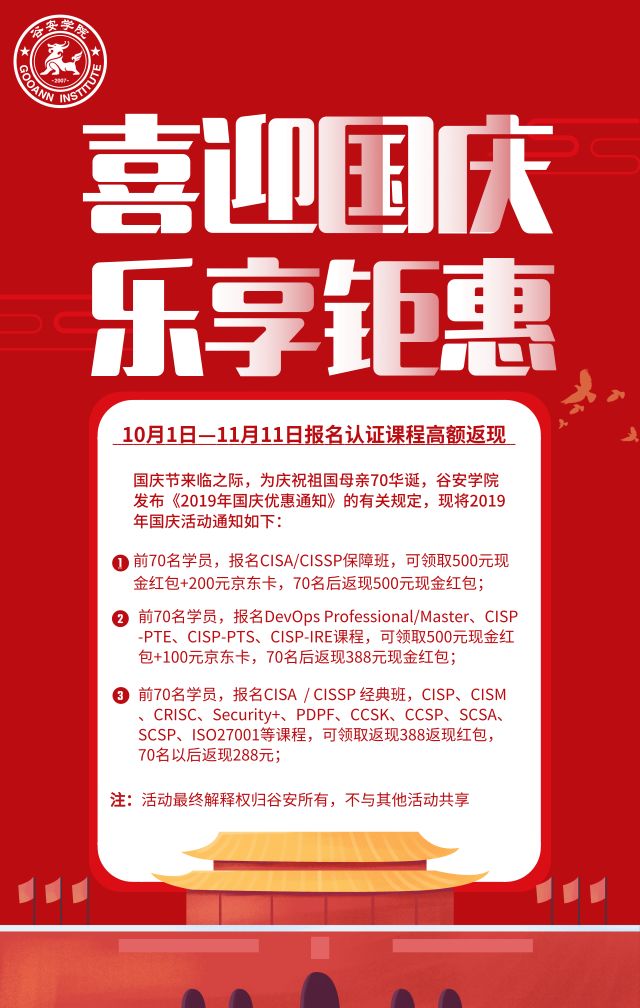 谷安学院
GOOANN INSTITUTE
-2007-
喜迎国庆
乐享钜惠
10月1日—11月11日报名认证课程高额返现
国庆节来临之际，为庆祝祖国母亲70华诞，谷安学院
发布《2019年国庆优惠通知》的有关规定，现将2019
年国庆活动通知如下：
1 前70名学员，报名CISA/CISSP保障班，可领取500元现
金红包+200元京东卡，70名后返现500元现金红包；
2 前70名学员，报名DevOps Professional/Master、CISP
-PTE、CISP-PTS、CISP-IRE课程，可领取500元现金红
包+100元京东卡，70名后返现388元现金红包；
3 前70名学员，报名CISA / CISSP 经典班，CISP、CISM
、CRISC、Security+、PDPF、CCSK、CCSP、SCSA、
SCSP、ISO27001等课程，可领取返现388返现红包，
70名以后返现288元；
注：活动最终解释权归谷安所有，不与其他活动共享